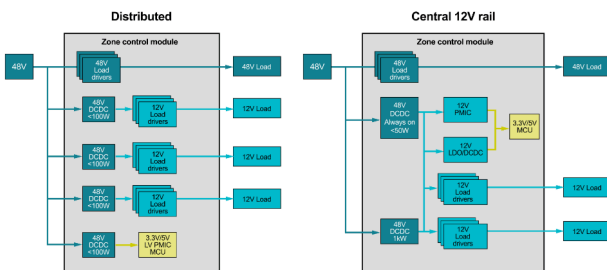 Distributed
Zone control module
48V
48V
Load
drivers
48V Load
48V
DCDC
<100W
12V
Load
drivers
12V Load
48V
DCDC
<100W
12V
Load
drivers
12V Load
48V
DCDC
<100W
12V
Load
drivers
12V Load
48V
DCDC
<100W
3.3V/5V
LV PMIC
MCU
Central 12V rail
Zone control module
48V
48V
Load
drivers
48V Load
48V
DCDC
Always on
<50W
12V
PMIC
3.3V/5V
MCU
12V
LDO/DCDC
12V
Load
drivers
12V Load
48V
DCDC
1kW
12V
Load
drivers
12V Load